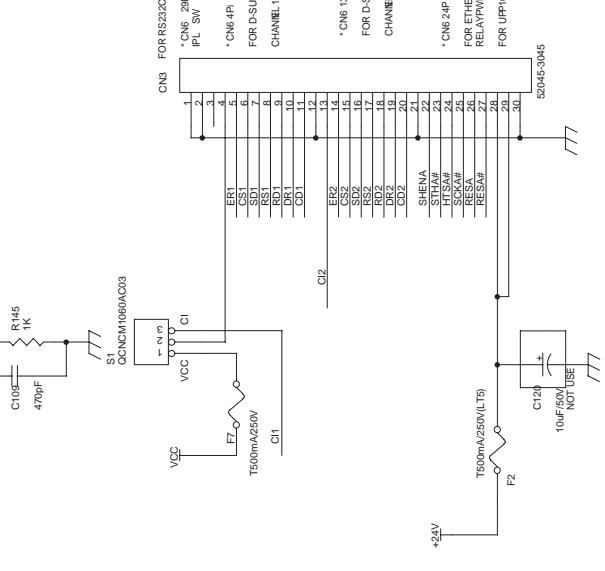 FOR RS232C
* CN6
IPL SW
* CN6 4Pi
FOR D-SU
CHANNEL 1
* CN6 13
FOR D-S
CHANNE
* CN6 24P
FOR ETHE
RELAYPW
FOR UPP1
CN3
52045-3045
1
2
3
4
5
6
7
8
9
10
11
12
13
14
15
16
17
18
19
20
21
22
23
24
25
26
27
28
29
30
ER1
CS1
SD1
RS1
RD1
DR1
CD1
CI2
ER2
CS2
SD2
RS2
RD2
DR2
CD2
SHENA
STHA#
HTSA#
SCKA#
RESA
RESA#
R145
1K
C109
470pF
S1
QCNCM1060AC03
3
2
1
CI
VCC
VCC
F7
T500mA/250V
CI1
T500mA/250V(LT5)
F2
+24V
+
C120
10uF/50V
NOT USE